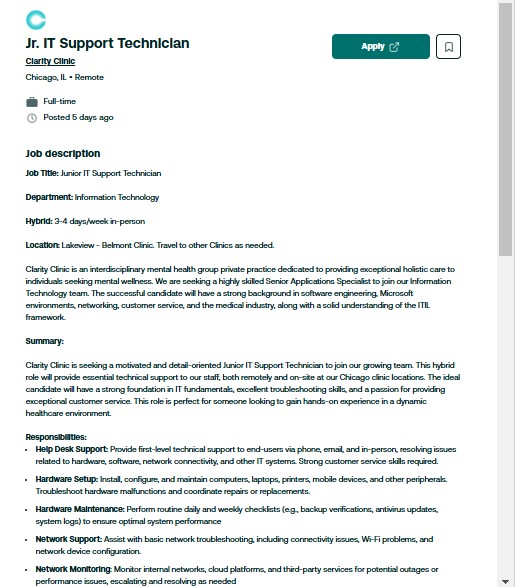 Jr. IT Support Technician
Apply
Clarity Clinic
Chicago, IL • Remote
Full-time
Posted 5 days ago
Job description
Job Title: Junior IT Support Technician
Department: Information Technology
Hybrid: 3-4 days/week in-person
Location: Lakeview - Belmont Clinic. Travel to other Clinics as needed.
Clarity Clinic is an interdisciplinary mental health group private practice dedicated to providing exceptional holistic care to
individuals seeking mental wellness. We are seeking a highly skilled Senior Applications Specialist to join our Information
Technology team. The successful candidate will have a strong background in software engineering, Microsoft
environments, networking, customer service, and the medical industry, along with a solid understanding of the ITIL
framework.
Summary:
Clarity Clinic is seeking a motivated and detail-oriented Junior IT Support Technician to join our growing team. This hybrid
role will provide essential technical support to our staff, both remotely and on-site at our Chicago clinic locations. The ideal
candidate will have a strong foundation in IT fundamentals, excellent troubleshooting skills, and a passion for providing
exceptional customer service. This role is perfect for someone looking to gain hands-on experience in a dynamic
healthcare environment.
Responsibilities:
• Help Desk Support: Provide first-level technical support to end-users via phone, email, and in-person, resolving issues
related to hardware, software, network connectivity, and other IT systems. Strong customer service skills required.
• Hardware Setup: Install, configure, and maintain computers, laptops, printers, mobile devices, and other peripherals.
Troubleshoot hardware malfunctions and coordinate repairs or replacements.
• Hardware Maintenance: Perform routine daily and weekly checklists (e.g., backup verifications, antivirus updates,
system logs) to ensure optimal system performance
• Network Support: Assist with basic network troubleshooting, including connectivity issues, Wi-Fi problems, and
network device configuration.
• Network Monitoring: Monitor internal networks, cloud platforms, and third-party services for potential outages or
performance issues, escalating and resolving as needed